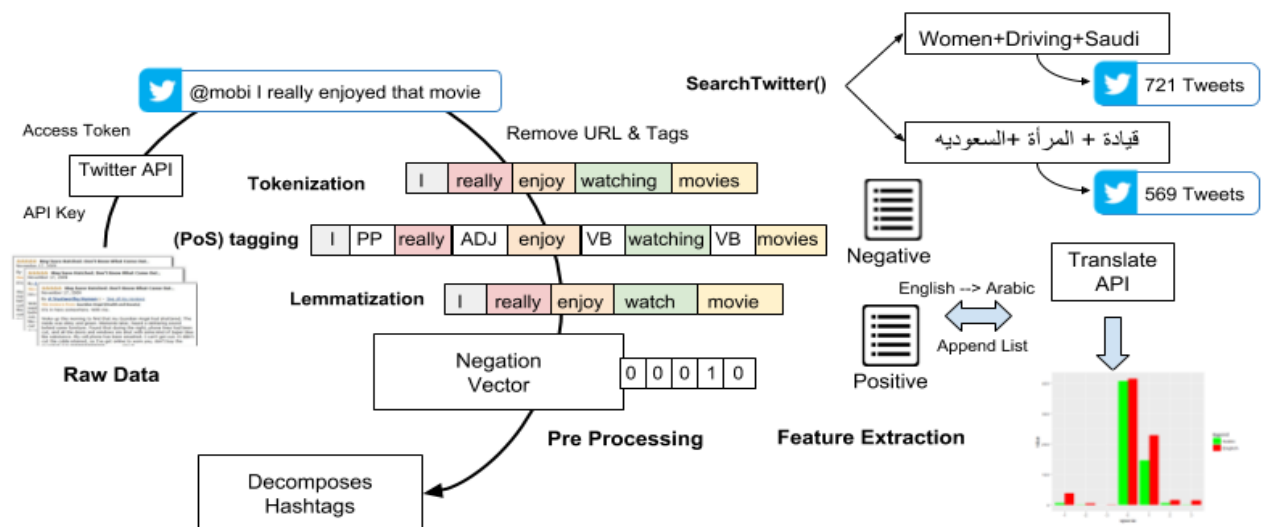 @mobi I really enjoyed that movie
Access Token
Twitter API
API Key
Raw Data
Remove URL & Tags
Tokenization
I really enjoy watching movies
(PoS) tagging
I PP really ADJ enjoy VB watching VB movies
Lemmatization
I really enjoy watch movie
Negation
Vector
0 0 0 1 0
Pre Processing
Decomposes
Hashtags
SearchTwitter()
Women+Driving+Saudi
721 Tweets
قيادة + المرأة +السعوديه
569 Tweets
Negative
Positive
English --> Arabic
Append List
Translate
API
Feature Extraction